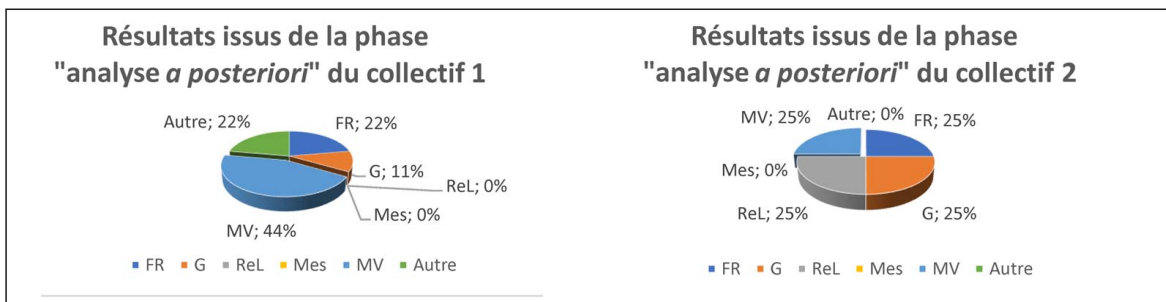 Résultats issus de la phase
"analyse a posteriori" du collectif 1
Autre; 22%
FR; 22%
G; 11%
ReL; 0%
Mes; 0%
MV; 44%
FR G ReL Mes MV Autre
Résultats issus de la phase
"analyse a posteriori" du collectif 2
MV; 25%
Autre; 0%
FR; 25%
Mes; 0%
ReL; 25%
G; 25%
FR G ReL Mes MV Autre